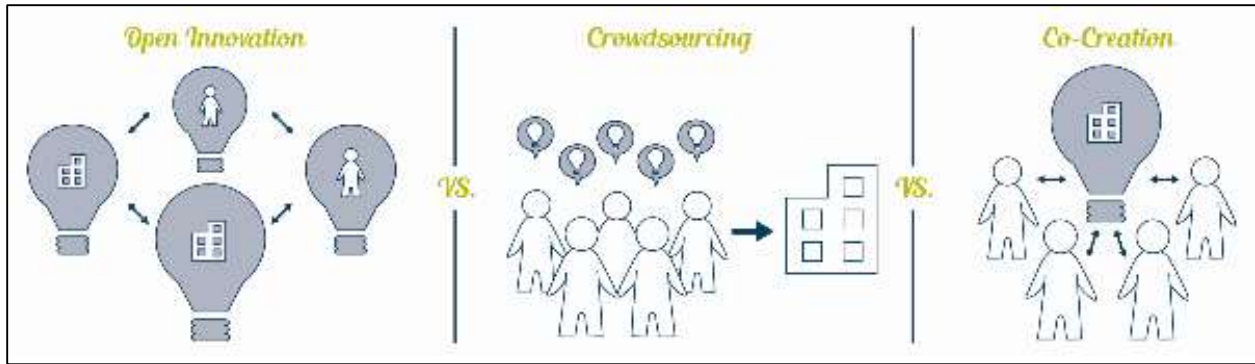 Open Innovation
VS.
Crowdsourcing
VS.
Co-Creation